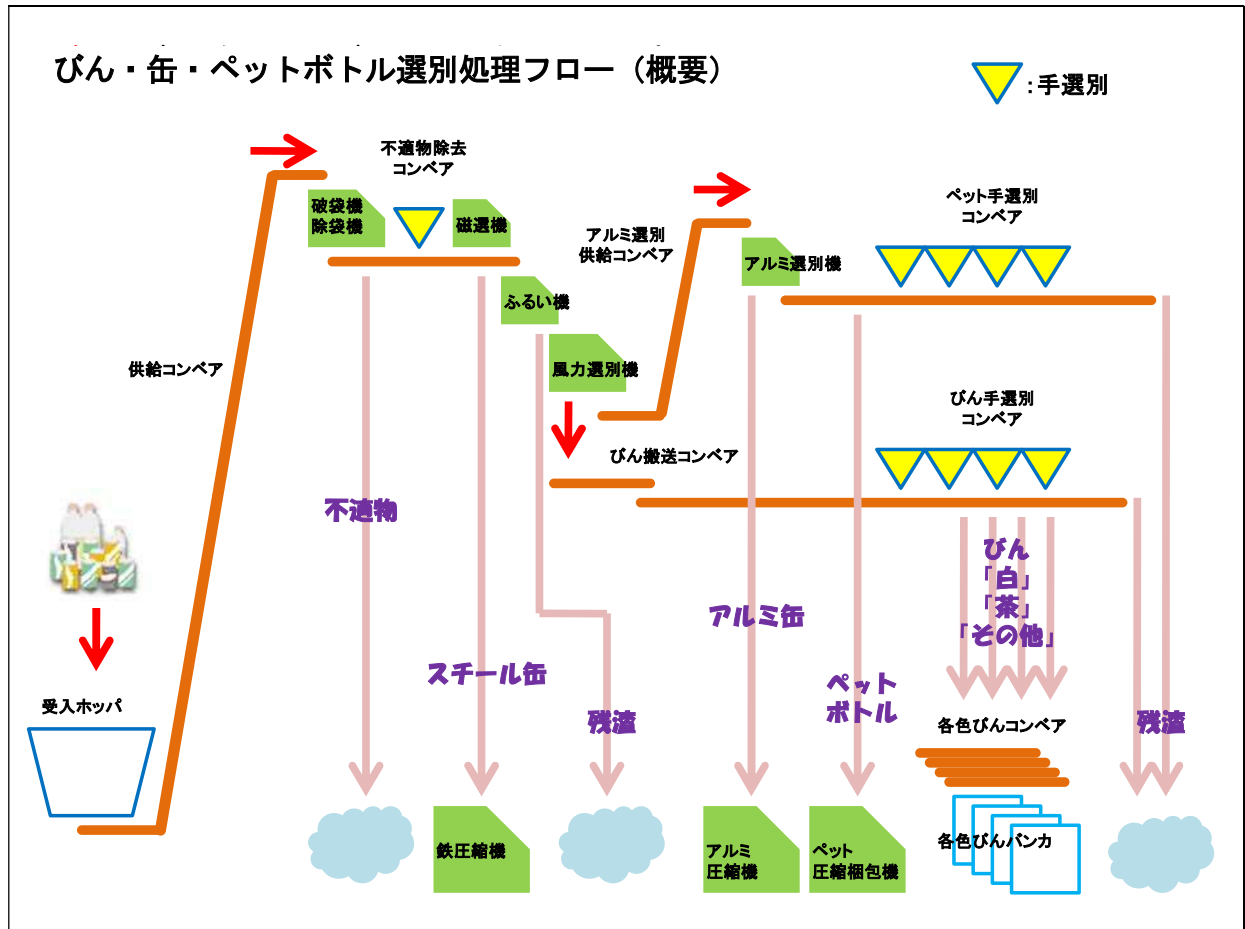 びん・缶・ペットボトル選別処理フロー（概要）
：手選別
不適物除去
コンベア
破袋機
除袋機
磁選機
アルミ選別
供給コンベア
ペット手選別
コンベア
アルミ選別機
ふるい機
風力選別機
供給コンベア
びん手選別
コンベア
びん搬送コンベア
不適物
びん
「白」
「茶」
「その他」
アルミ缶
スチール缶
ペット
ボトル
残渣
残渣
受入ホッパ
各色びんコンベア
鉄圧縮機
アルミ
圧縮機
ペット
圧縮梱包機
各色びんバンカ